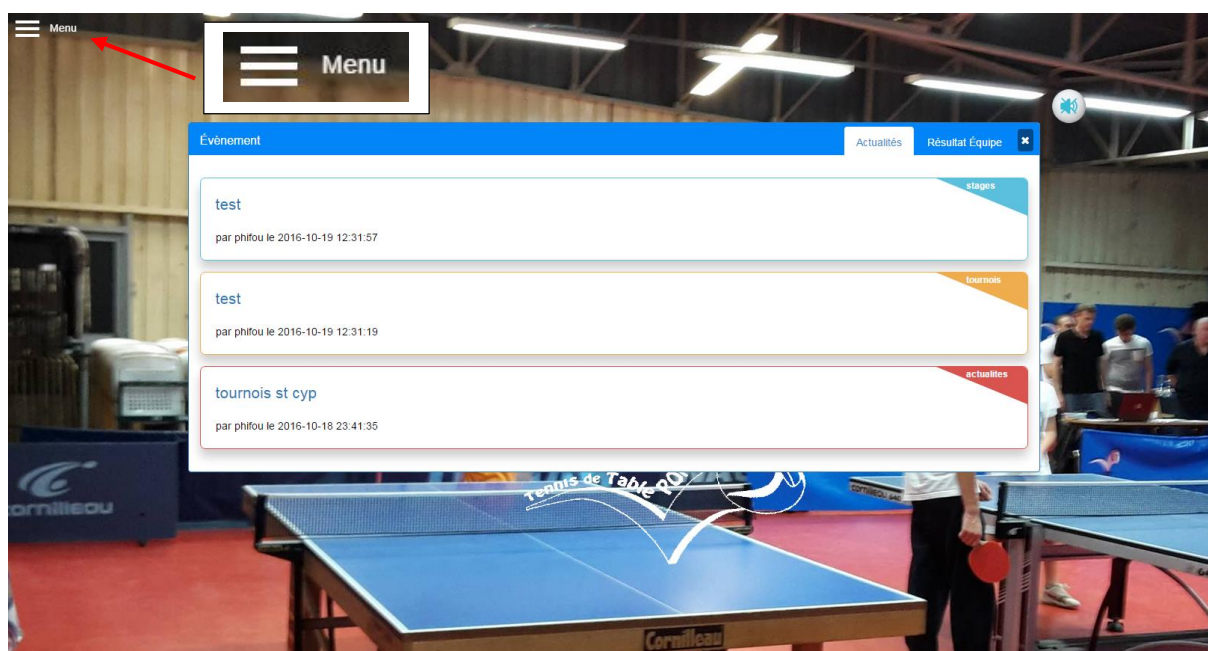 Menu
Menu
Évènement
Actualités
Résultat Équipe
stages
test
par phifou le 2016-10-19 12:31:57
tournois
test
par phifou le 2016-10-19 12:31:19
actualites
tournois st cyp
par phifou le 2016-10-18 23:41:35
cornilleau
Tennis de Table
cornilleau
Cornilleau